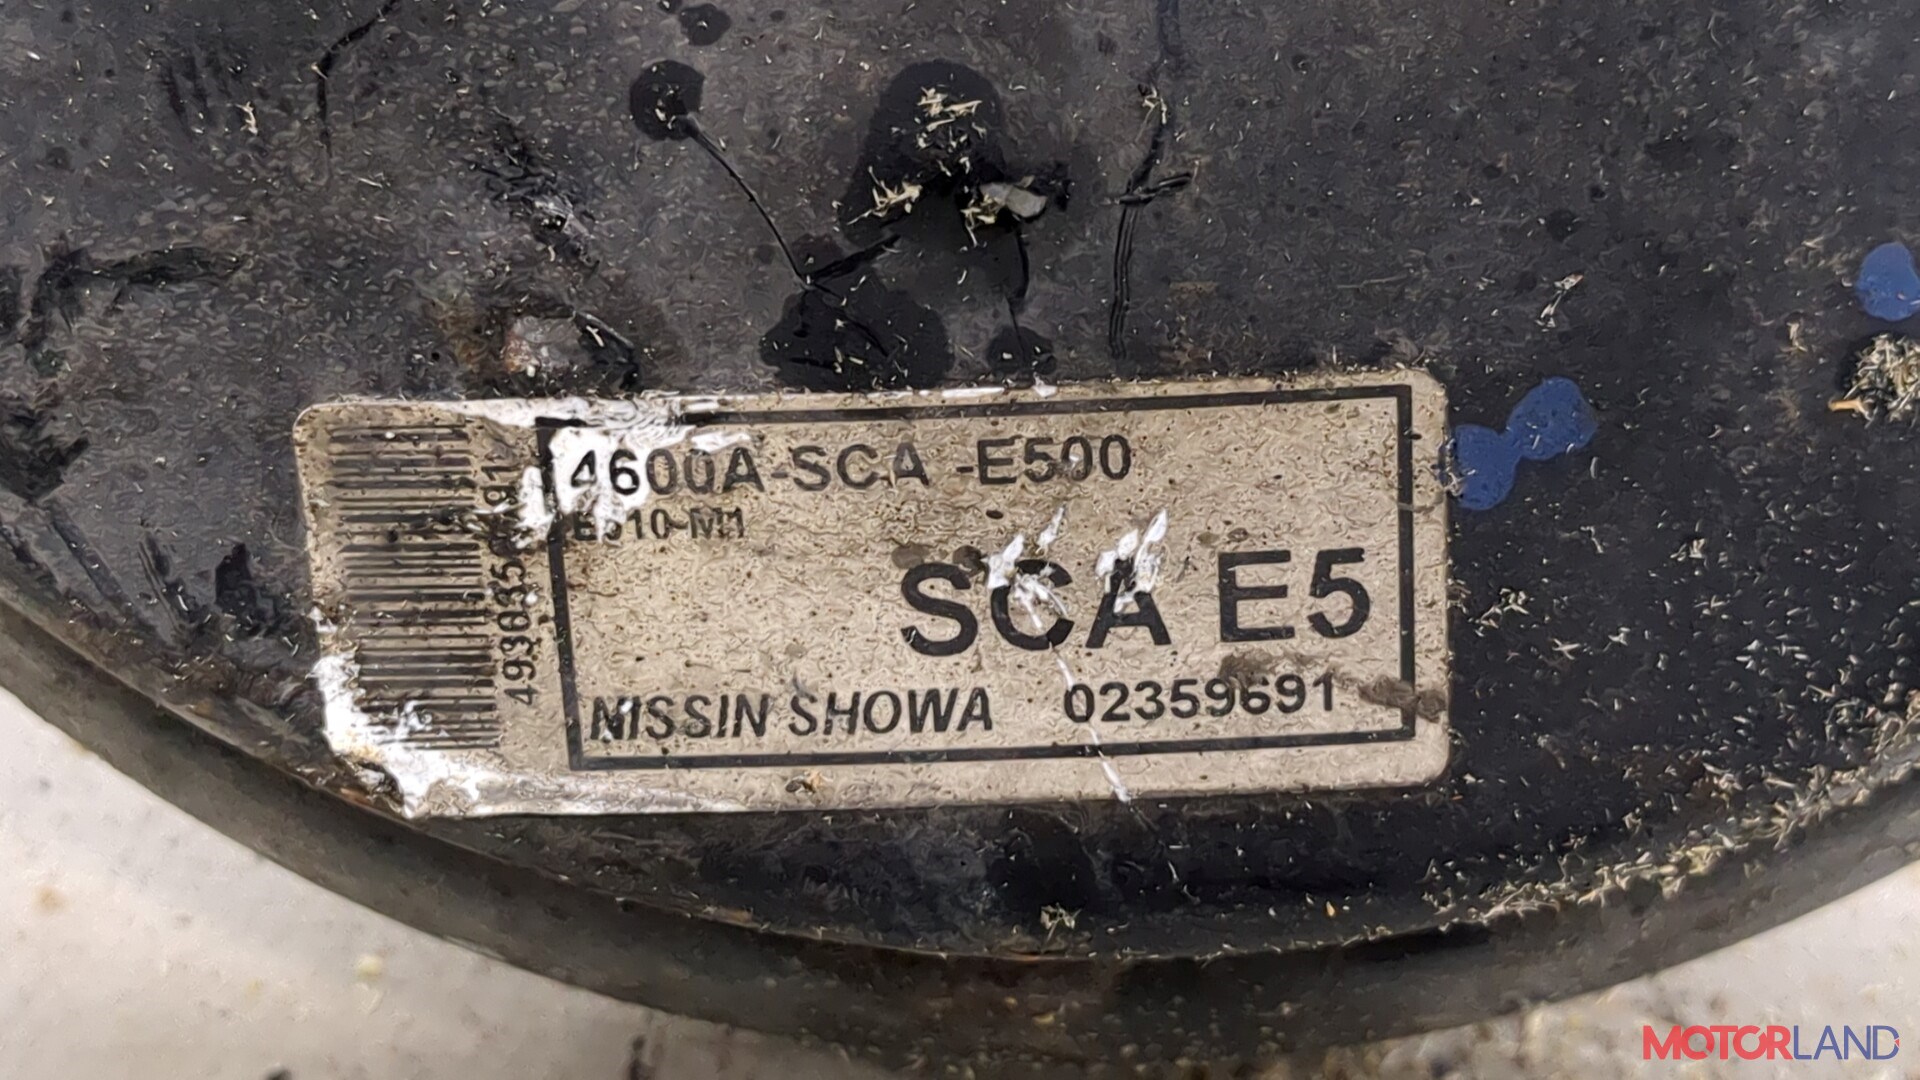 4600A-SCA -E500
SCA E5
NISSIN SHOWA 02359691
MOTORLAND